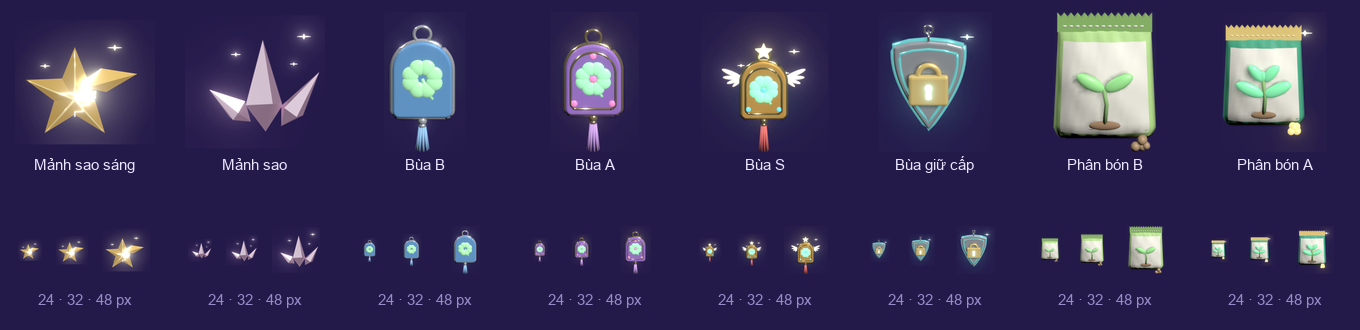 Mảnh sao sáng
Mảnh sao
Bùa B
Bùa A
Bùa S
Bùa giữ cấp
Phân bón B
Phân bón A
24 · 32 · 48 px
24 · 32 · 48 px
24 · 32 · 48 px
24 · 32 · 48 px
24 · 32 · 48 px
24 · 32 · 48 px
24 · 32 · 48 px
24 · 32 · 48 px